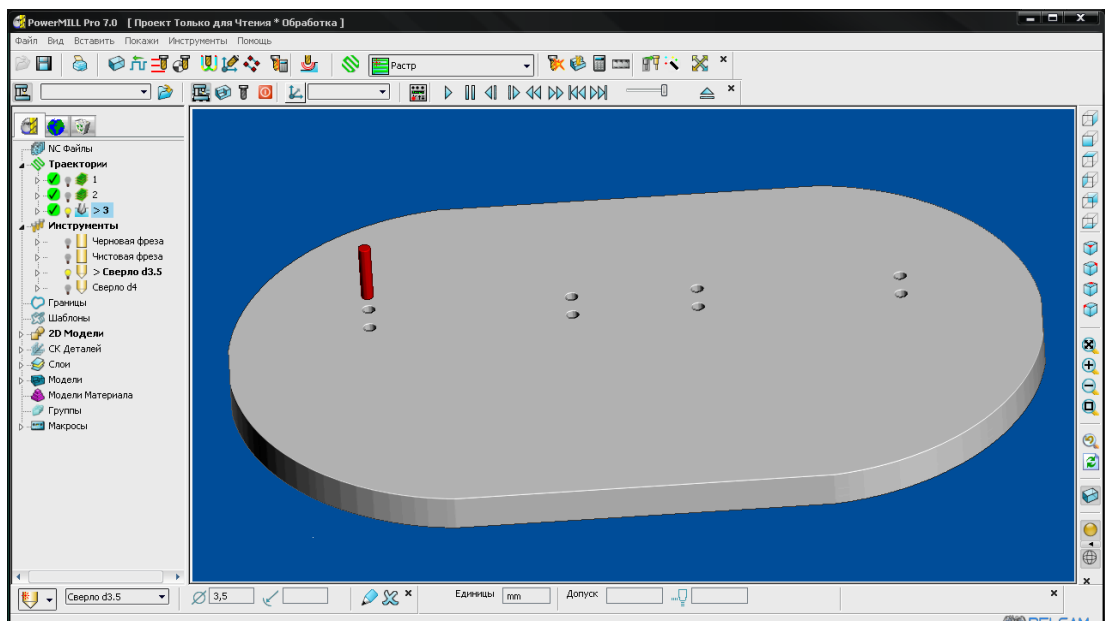 PowerMILL Pro 7.0 [ Проект Только для Чтения * Обработка ]
Файл Вид Вставить Покажи Инструменты Помощь
Растр
NC Файлы
Траектории
1
2
> 3
Инструменты
Черновая фреза
Чистовая фреза
> Сверло d3.5
Сверло d4
Границы
Шаблоны
2D Модели
СК Деталей
Слои
Модели
Модели Материала
Группы
Макросы
Сверло d3.5 3,5 Единицы mm Допуск